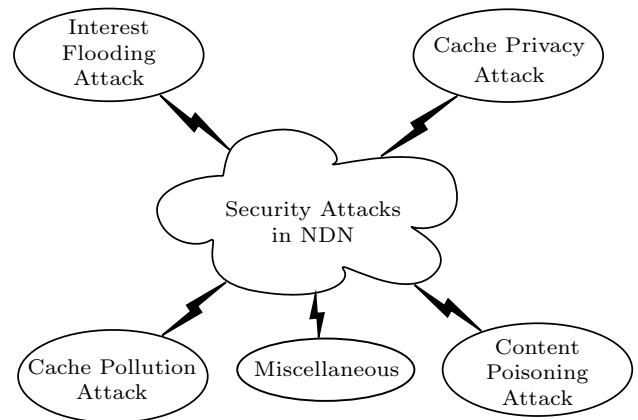 Interest
Flooding
Attack
Cache Privacy
Attack
Security Attacks
in NDN
Cache Pollution
Attack
Miscellaneous
Content
Poisoning
Attack